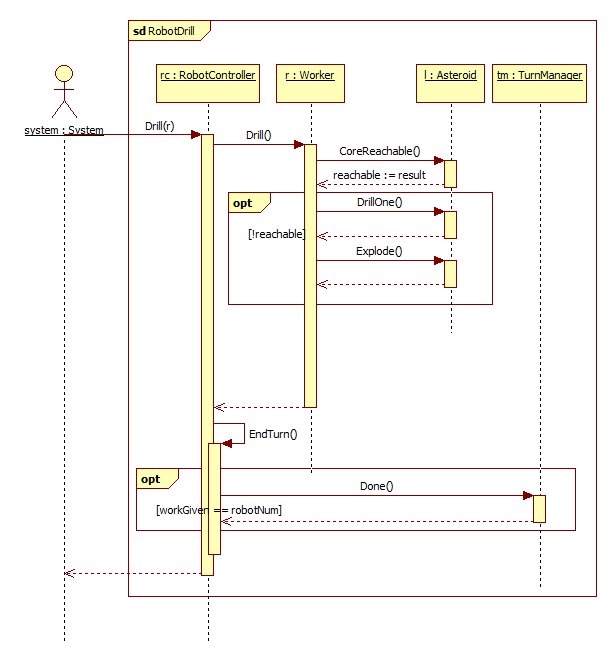 sd RobotDrill
rc : RobotController
r : Worker
l : Asteroid
tm : TurnManager
system : System
Drill(r)
Drill()
CoreReachable()
reachable := result
opt
DrillOne()
[!reachable]
Explode()
EndTurn()
opt
Done()
[workGiven == robotNum]